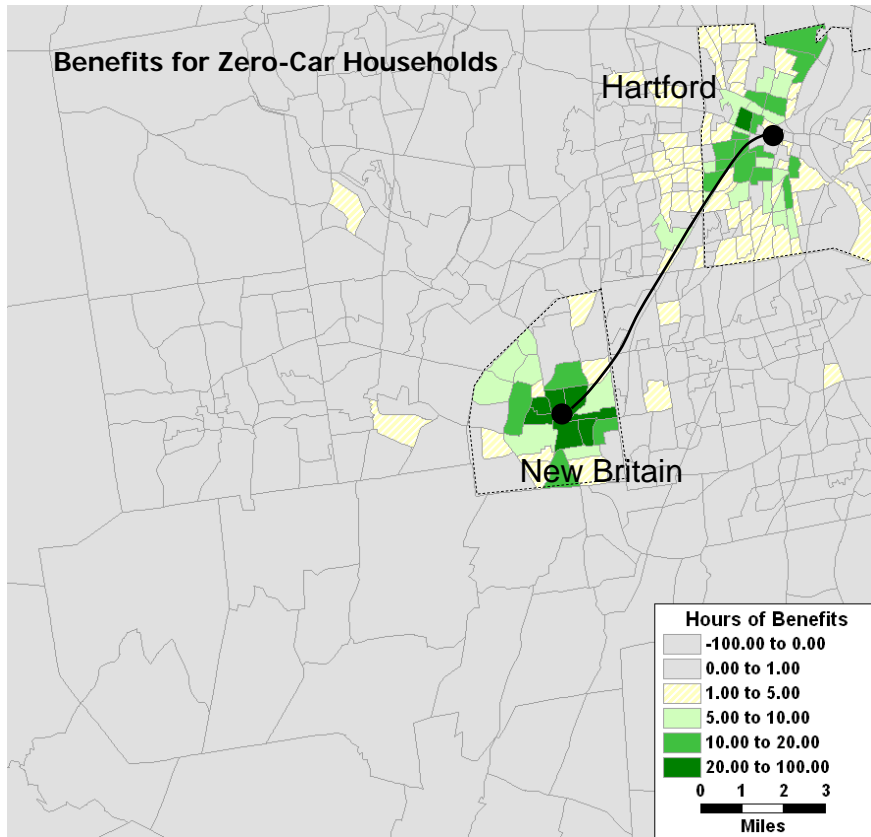 Benefits for Zero-Car Households
Hartford
New Britain
Hours of Benefits
-100.00 to 0.00
0.00 to 1.00
1.00 to 5.00
5.00 to 10.00
10.00 to 20.00
20.00 to 100.00
0 1 2 3
Miles